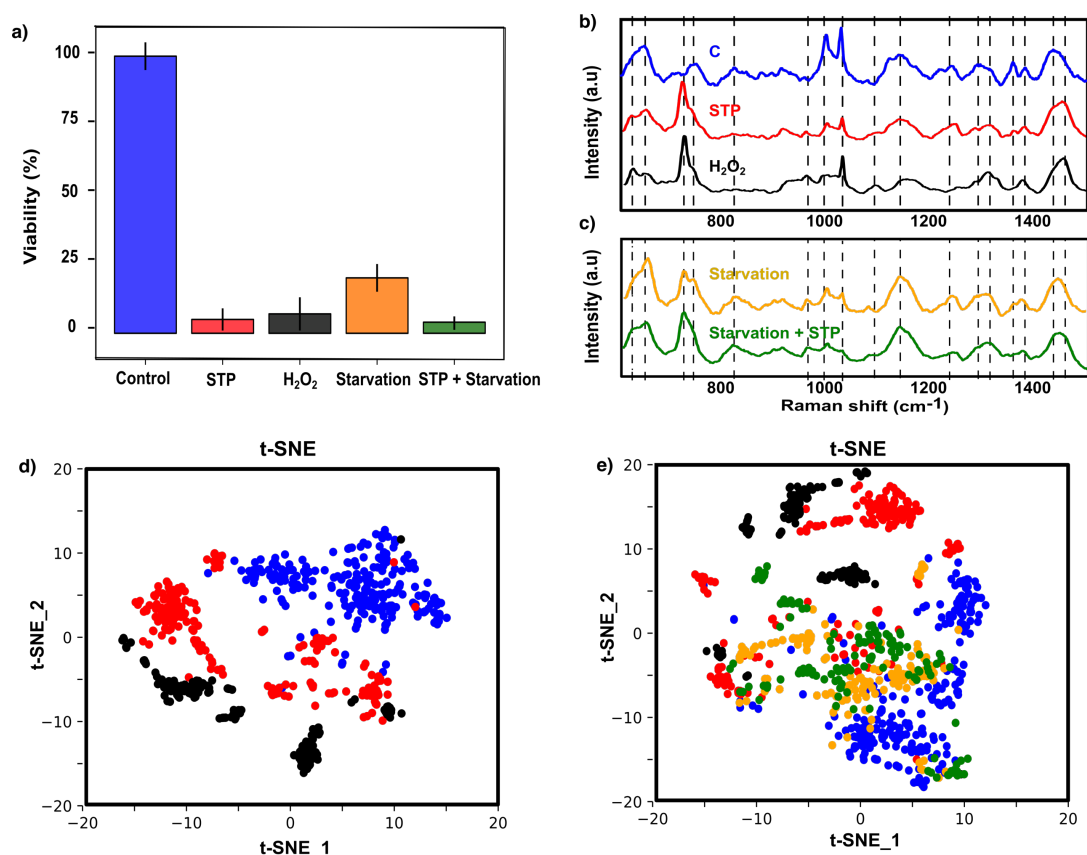 a)
100
75
50
25
0
Viability (%)
Control
STP
H₂O₂
Starvation
STP + Starvation
b)
C
STP
H₂O₂
Intensity (a.u)
800
1000
1200
1400
c)
Starvation
Starvation + STP
Intensity (a.u)
800
1000
1200
1400
Raman shift (cm⁻¹)
d)
t-SNE
20
10
0
−10
−20
t-SNE_2
−20
−10
0
10
20
t-SNE_1
e)
t-SNE
20
10
0
−10
−20
t-SNE_2
−20
−10
0
10
20
t-SNE_1